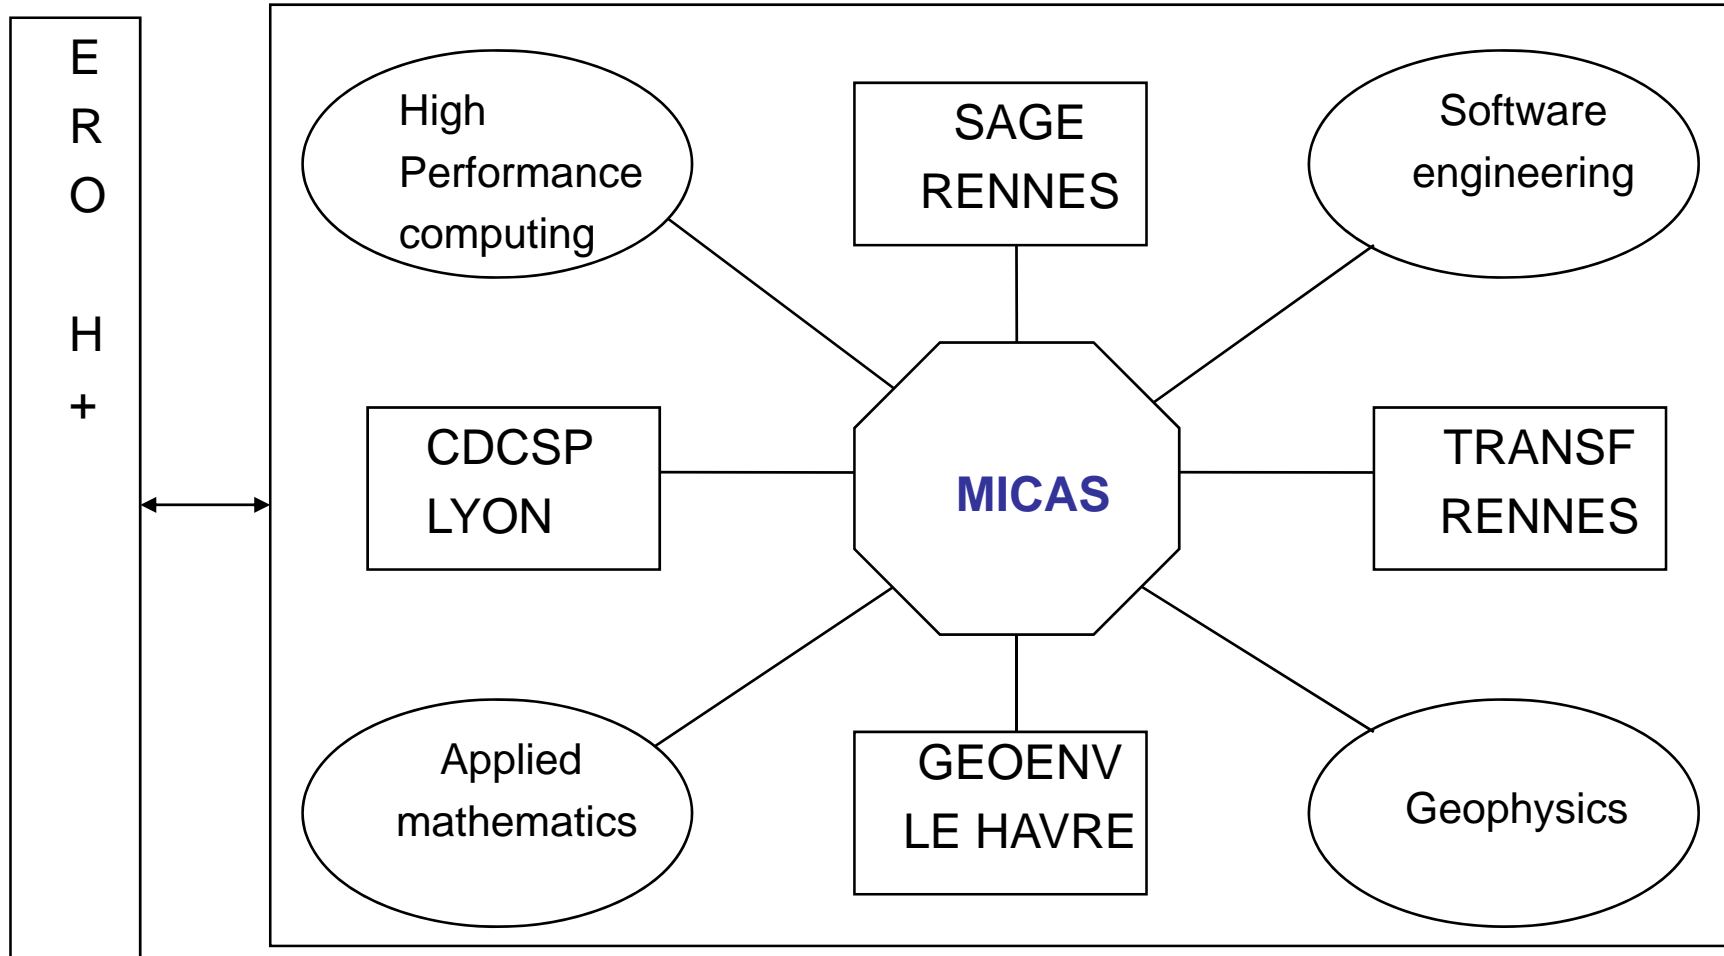 E
R
O
H
+
High
Performance
computing
SAGE
RENNES
Software
engineering
CDCSP
LYON
MICAS
TRANSF
RENNES
Applied
mathematics
GEOENV
LE HAVRE
Geophysics